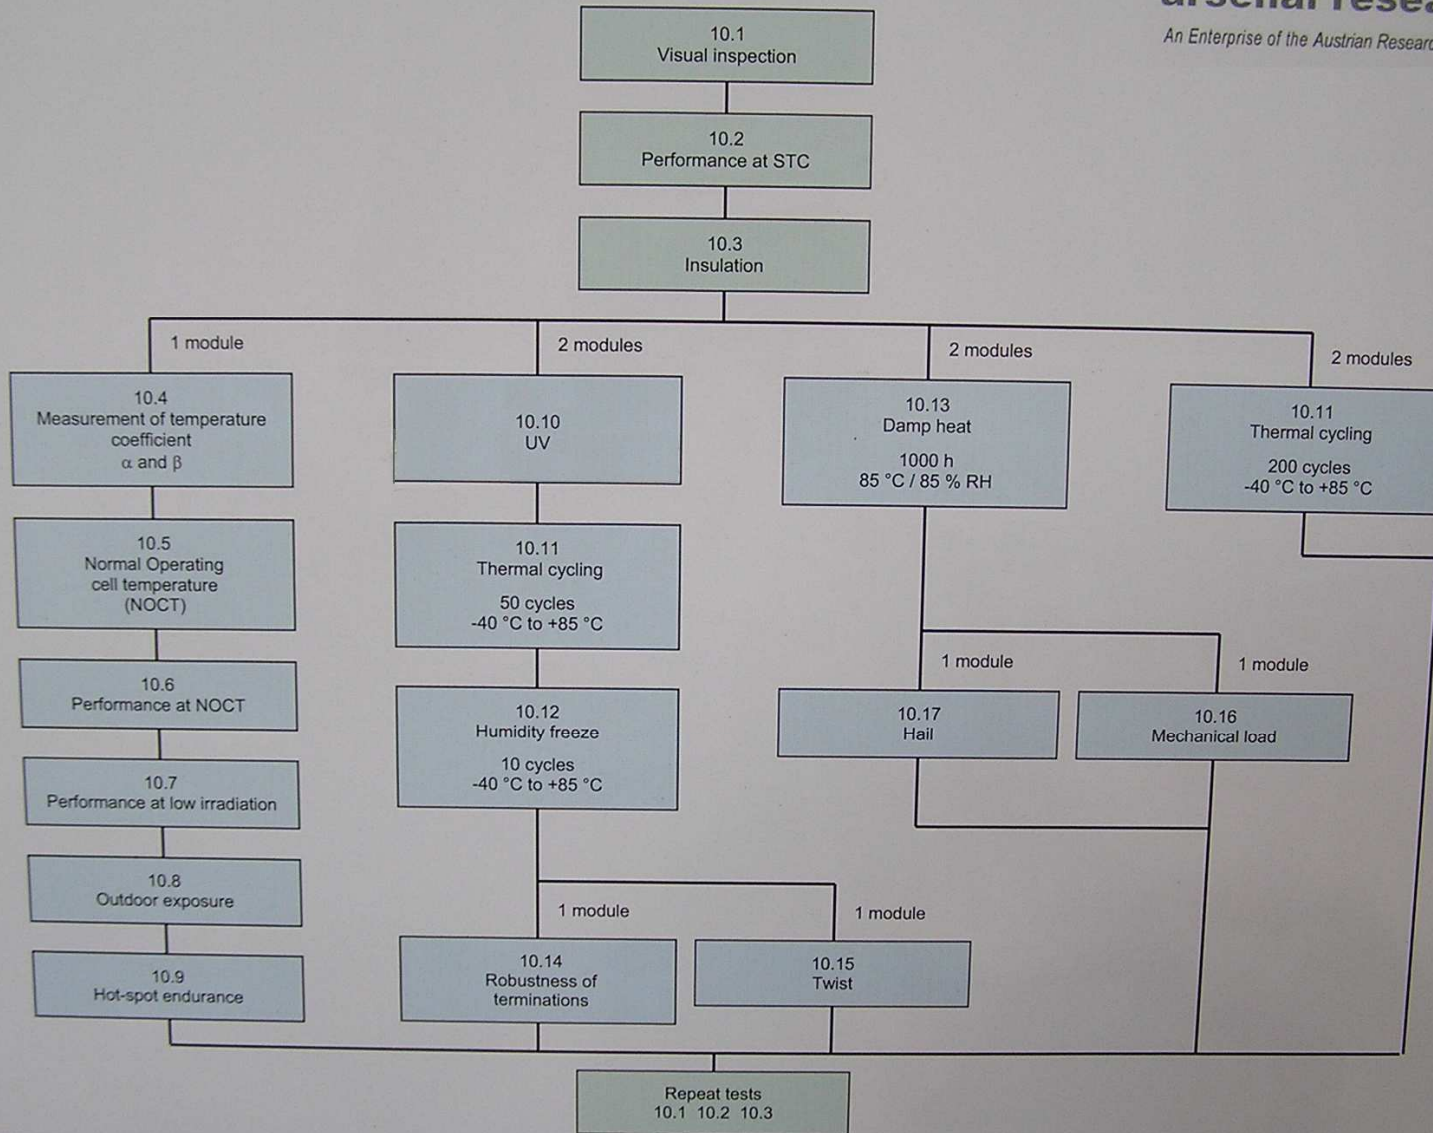 An Enterprise of the Austrian
10.1
Visual inspection
10.2
Performance at STC
10.3
Insulation
1 module
2 modules
2 modules
2 modules
10.4
Measurement of temperature
coefficient
α and β
10.5
Normal Operating
cell temperature
(NOCT)
10.6
Performance at NOCT
10.7
Performance at low irradiation
10.8
Outdoor exposure
10.9
Hot-spot endurance
10.10
UV
10.11
Thermal cycling
50 cycles
-40 °C to +85 °C
10.12
Humidity freeze
10 cycles
-40 °C to +85 °C
1 module
1 module
10.14
Robustness of
terminations
10.15
Twist
10.13
Damp heat
1000 h
85 °C / 85 % RH
1 module
1 module
10.17
Hail
10.16
Mechanical load
10.11
Thermal cycling
200 cycles
-40 °C to +85 °C
Repeat tests
10.1 10.2 10.3